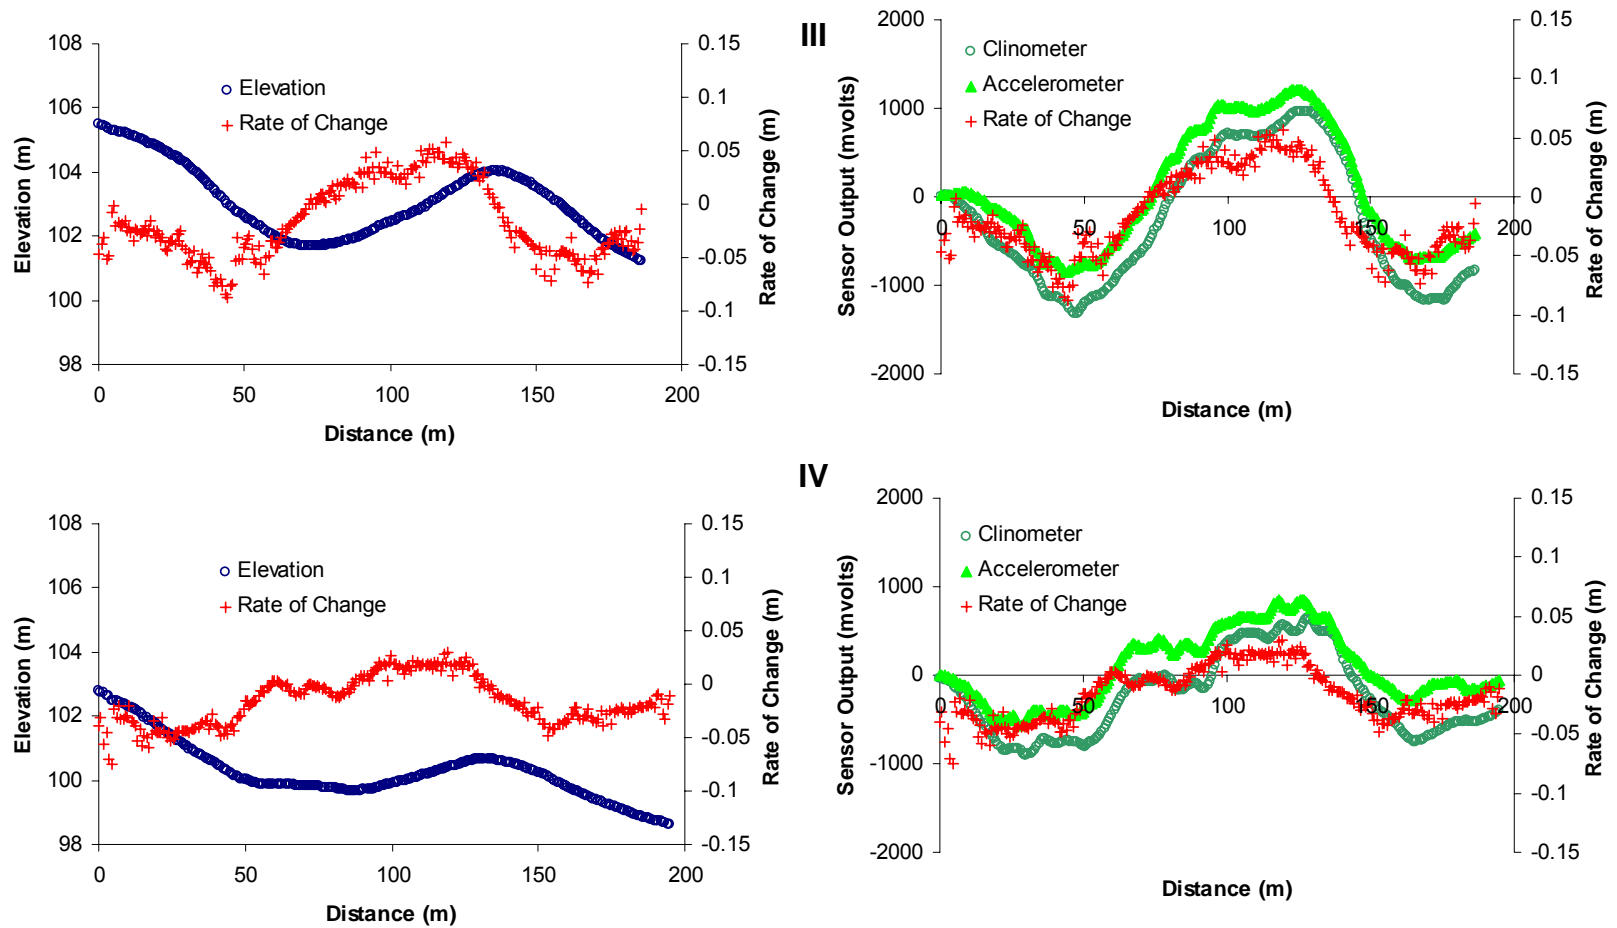 III
108
106
104
102
100
98
Elevation (m)
0.15
0.1
0.05
0
-0.05
-0.1
-0.15
Rate of Change (m)
Elevation
Rate of Change
0 50 100 150 200
Distance (m)
2000
1000
0
-1000
-2000
Sensor Output (mvolts)
0.15
0.1
0.05
0
-0.05
-0.1
-0.15
Rate of Change (m)
Clinometer
Accelerometer
Rate of Change
0 50 100 150 200
Distance (m)
IV
108
106
104
102
100
98
Elevation (m)
0.15
0.1
0.05
0
-0.05
-0.1
-0.15
Rate of Change (m)
Elevation
Rate of Change
0 50 100 150 200
Distance (m)
2000
1000
0
-1000
-2000
Sensor Output (mvolts)
0.15
0.1
0.05
0
-0.05
-0.1
-0.15
Rate of Change (m)
Clinometer
Accelerometer
Rate of Change
0 50 100 150 200
Distance (m)